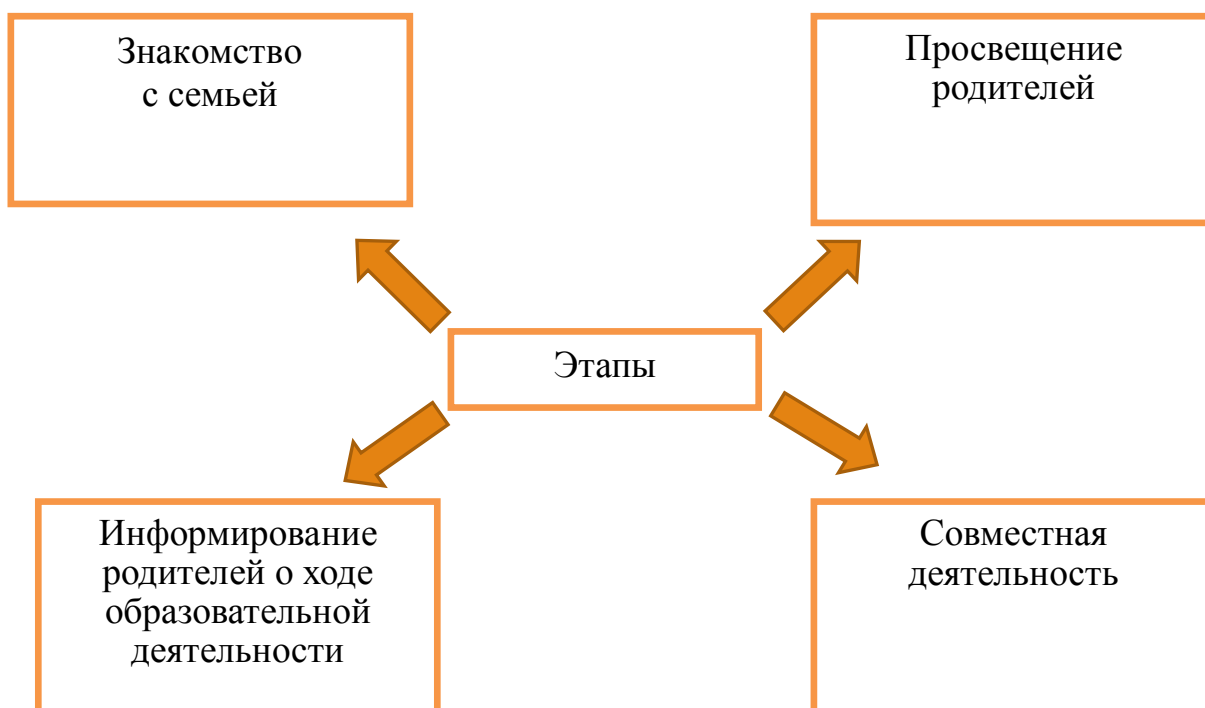 Знакомство
с семьей
Просвещение
родителей
Этапы
Информирование
родителей о ходе
образовательной
деятельности
Совместная
деятельность